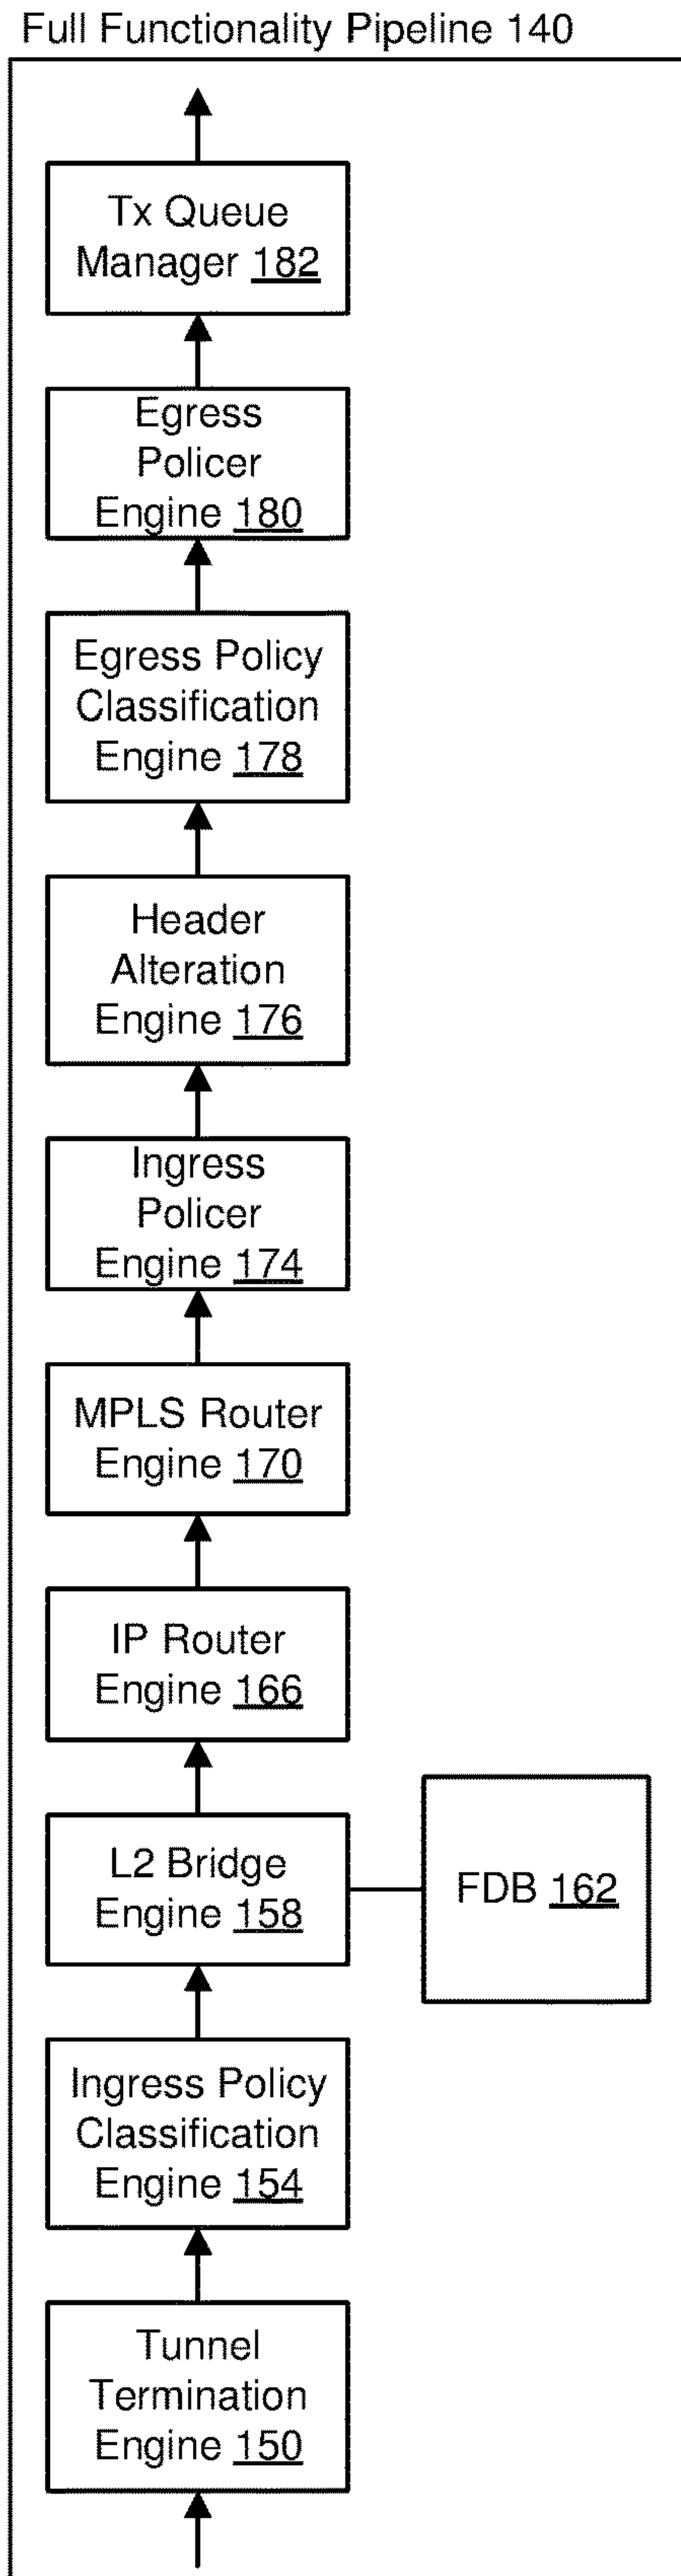 Full Functionality Pipeline 140
Tx Queue
Manager 182
Egress
Policer
Engine 180
Egress Policy
Classification
Engine 178
Header
Alteration
Engine 176
Ingress
Policer
Engine 174
MPLS Router
Engine 170
IP Router
Engine 166
L2 Bridge
Engine 158
FDB 162
Ingress Policy
Classification
Engine 154
Tunnel
Termination
Engine 150